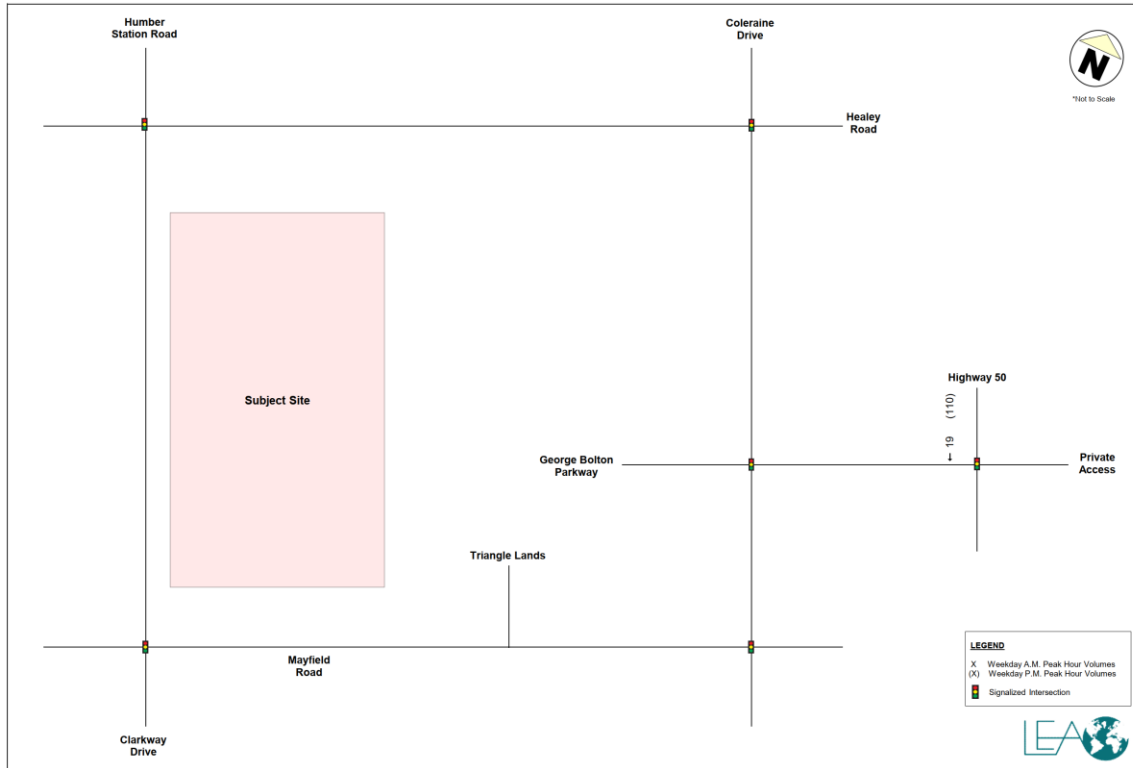 Humber
Station Road
Coleraine
Drive
N
*Not to Scale
Healey
Road
Subject Site
Highway 50
↓ 19 (110)
George Bolton
Parkway
Private
Access
Triangle Lands
Mayfield
Road
LEGEND
X Weekday A.M. Peak Hour Volumes
(X) Weekday P.M. Peak Hour Volumes
Signalized Intersection
Clarkway
Drive
LEA